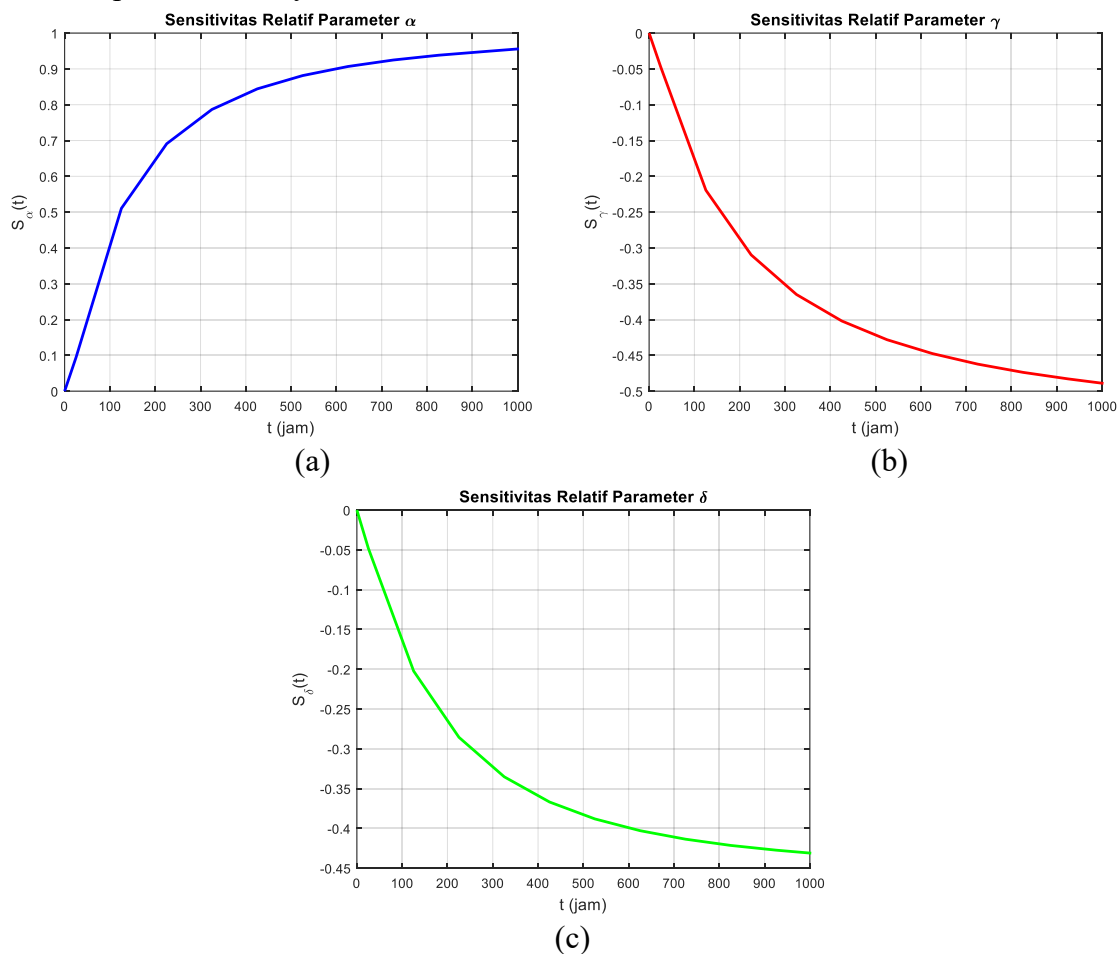 Sensitivitas Relatif Parameter α
1
0.9
0.8
0.7
0.6
0.5
0.4
0.3
0.2
0.1
0
S_α(t)
0 100 200 300 400 500 600 700 800 900 1000
t (jam)
(a)
Sensitivitas Relatif Parameter γ
0
-0.05
-0.1
-0.15
-0.2
-0.25
-0.3
-0.35
-0.4
-0.45
-0.5
S_γ(t)
0 100 200 300 400 500 600 700 800 900 1000
t (jam)
(b)
Sensitivitas Relatif Parameter δ
0
-0.05
-0.1
-0.15
-0.2
-0.25
-0.3
-0.35
-0.4
-0.45
S_δ(t)
0 100 200 300 400 500 600 700 800 900 1000
t (jam)
(c)